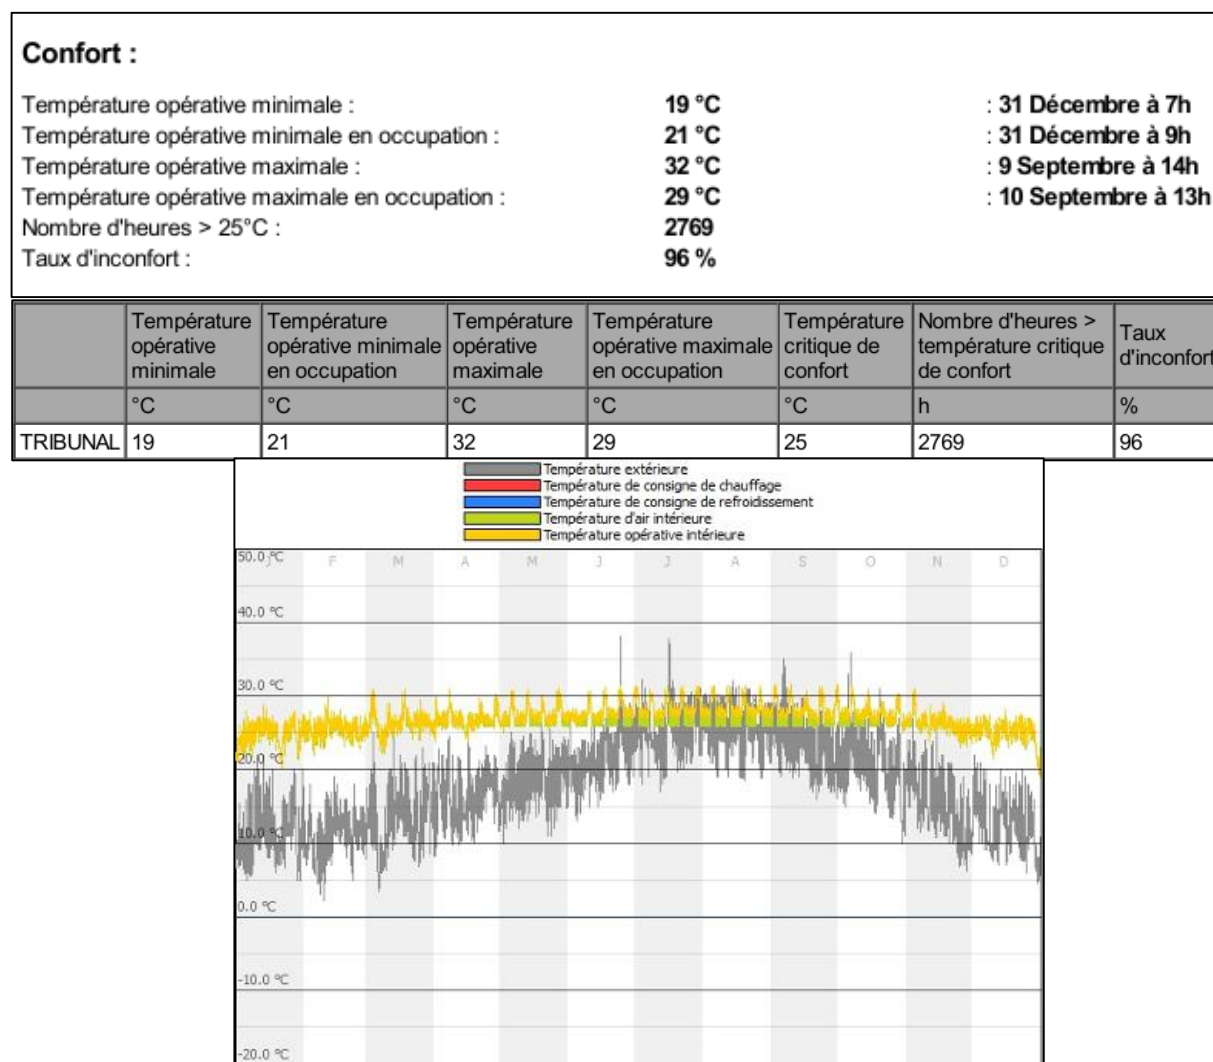 Confort :
Température opérative minimale : 19 °C : 31 Décembre à 7h
Température opérative minimale en occupation : 21 °C : 31 Décembre à 9h
Température opérative maximale : 32 °C : 9 Septembre à 14h
Température opérative maximale en occupation : 29 °C : 10 Septembre à 13h
Nombre d'heures > 25°C : 2769
Taux d'inconfort : 96 %
Température opérative minimale Température opérative minimale en occupation Température opérative maximale Température opérative maximale en occupation Température critique de confort Nombre d'heures > température critique de confort Taux d'inconfort
°C °C °C °C °C h %
TRIBUNAL 19 21 32 29 25 2769 96
Température extérieure
Température de consigne de chauffage
Température de consigne de refroidissement
Température d'air intérieure
Température opérative intérieure
50.0 °C J F M A M J J A S O N D
40.0 °C
30.0 °C
20.0 °C
10.0 °C
0.0 °C
-10.0 °C
-20.0 °C